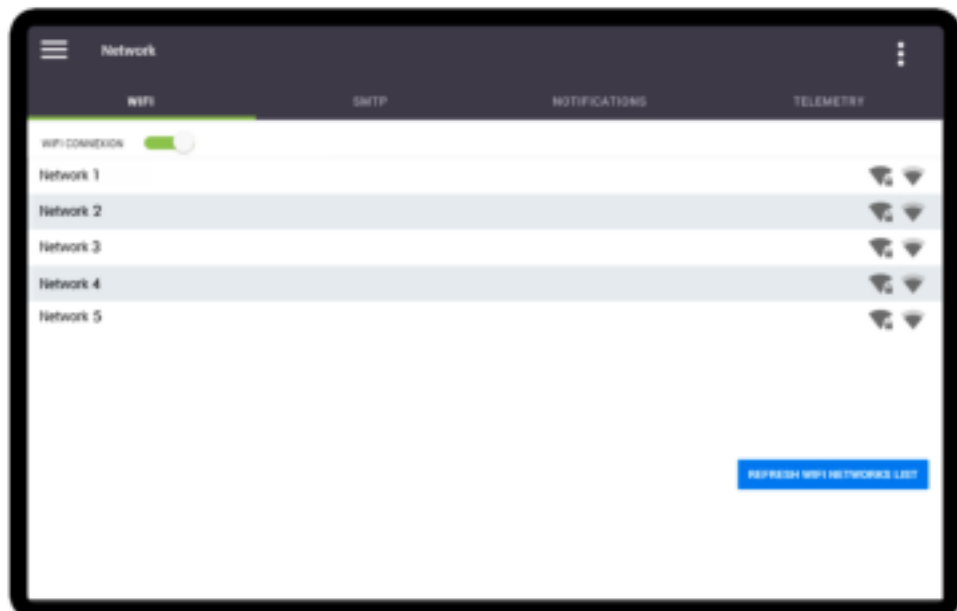 Network
WIFI SMTP NOTIFICATIONS TELEMETRY
WIFI CONNEXION
Network 1
Network 2
Network 3
Network 4
Network 5
REFRESH WIFI NETWORKS LIST